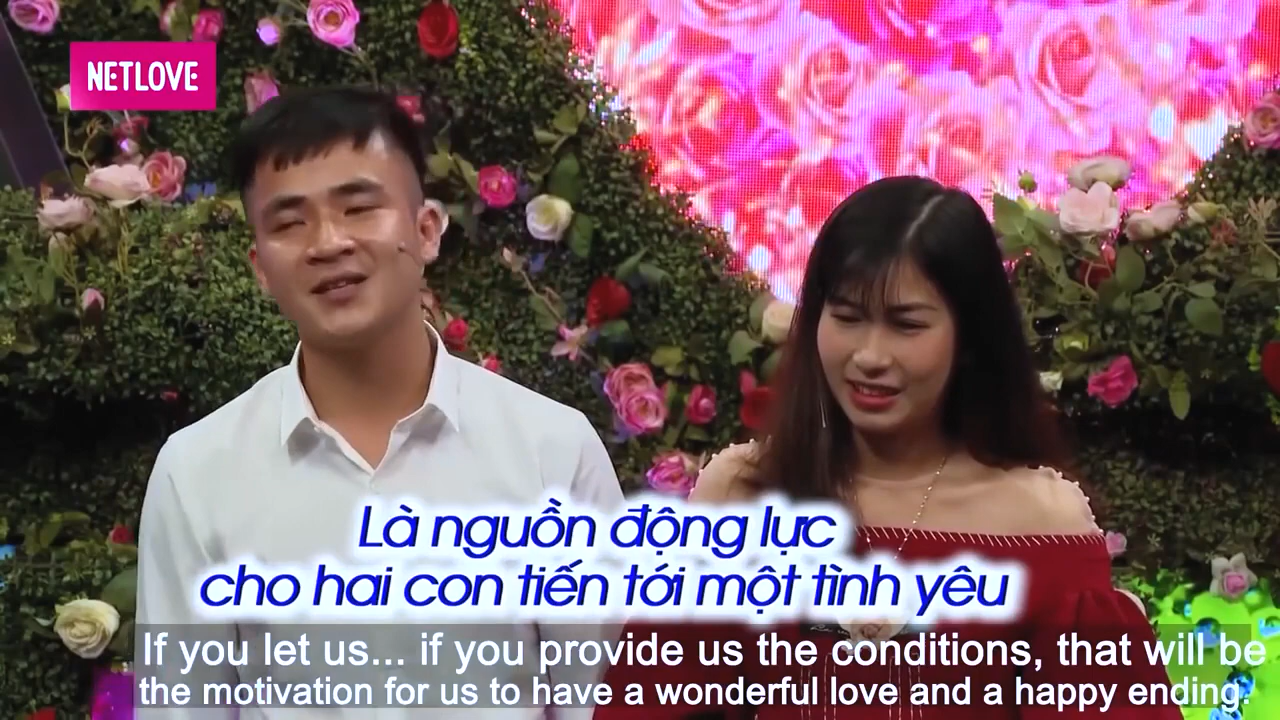 NETLOVE
Là nguồn động lực
cho hai con tiến tới một tình yêu
If you let us... if you provide us the conditions, that will be
the motivation for us to have a wonderful love and a happy ending.